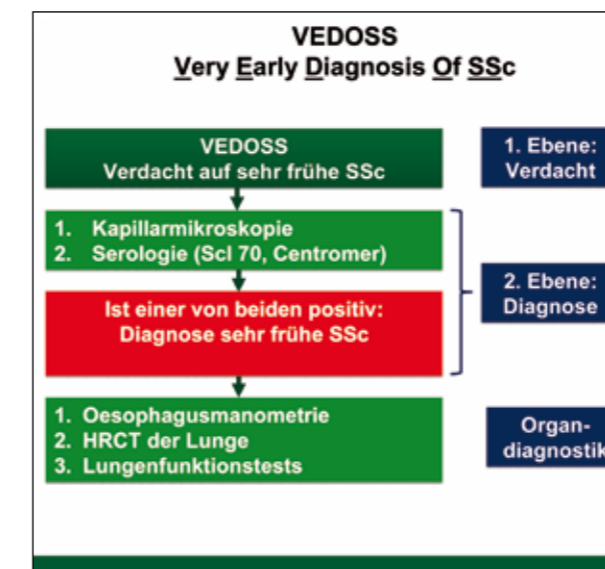 VEDOSS
Very Early Diagnosis Of SSc
VEDOSS
Verdacht auf sehr frühe SSc
1. Ebene:
Verdacht
1. Kapillarmikroskopie
2. Serologie (Scl 70, Centromer)
Ist einer von beiden positiv:
Diagnose sehr frühe SSc
2. Ebene:
Diagnose
1. Oesophagusmanometrie
2. HRCT der Lunge
3. Lungenfunktionstests
Organ-
diagnostik